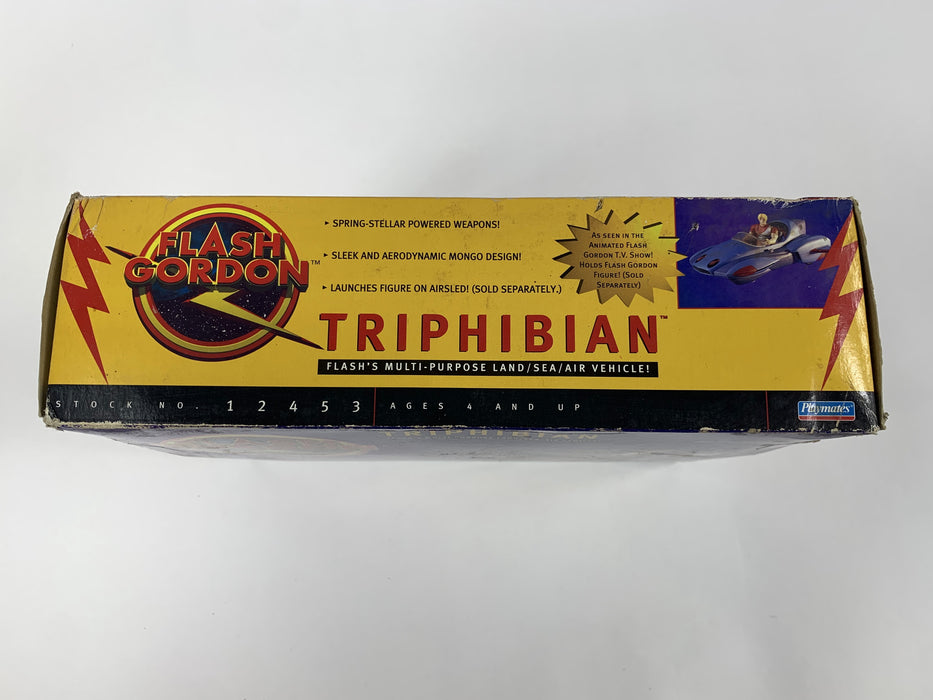 FLASH
GORDON™
▸ SPRING-STELLAR POWERED WEAPONS!
▸ SLEEK AND AERODYNAMIC MONGO DESIGN!
▸ LAUNCHES FIGURE ON AIRSLED! (SOLD SEPARATELY.)
AS SEEN IN THE
ANIMATED FLASH
GORDON T.V. SHOW!
HOLDS FLASH GORDON
FIGURE! (SOLD
SEPARATELY)
TRIPHIBIAN™
FLASH'S MULTI-PURPOSE LAND/SEA/AIR VEHICLE!
STOCK NO. 12453 AGES 4 AND UP
Playmates
TRIPHIBIAN